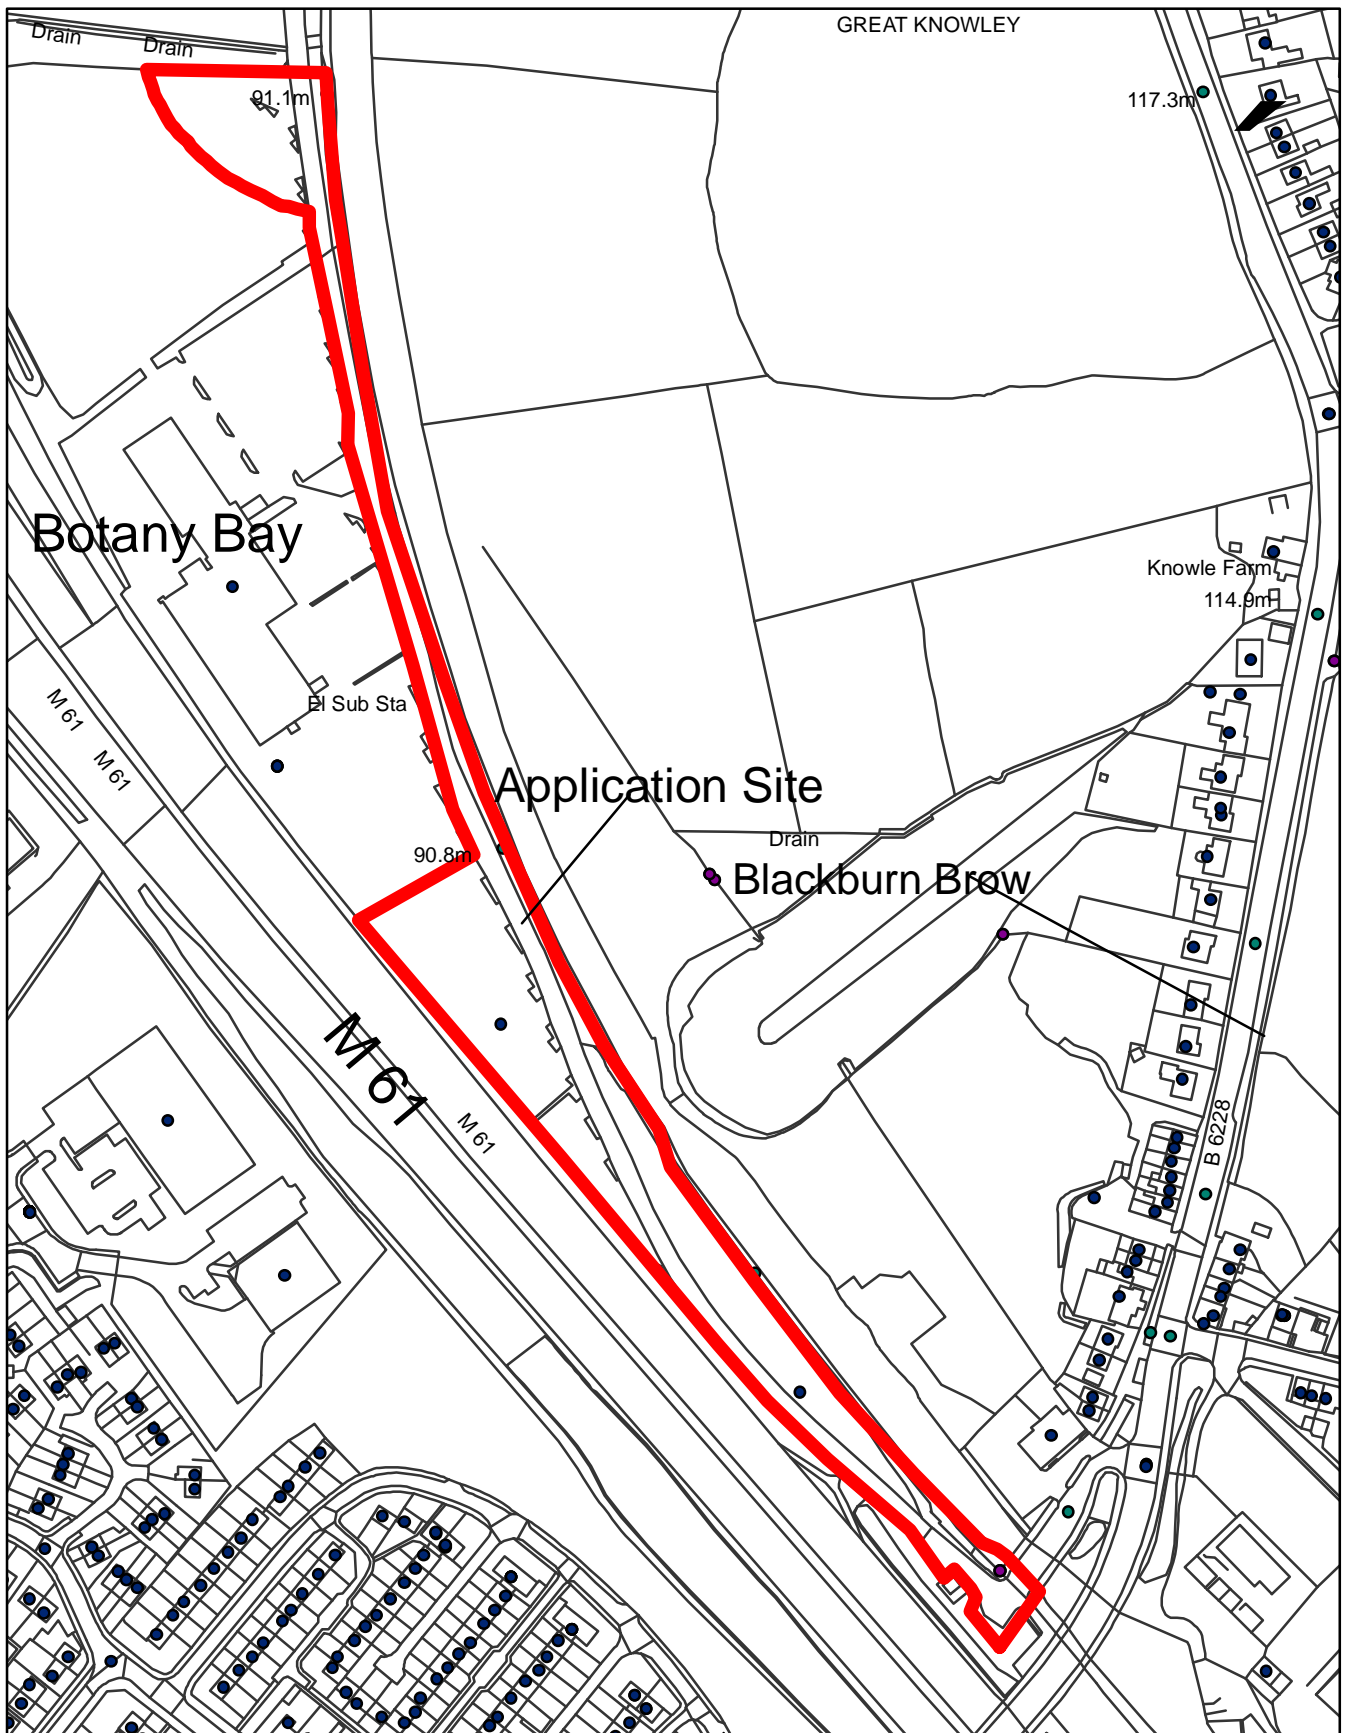 GREAT KNOWLEY
Drain
Drain
91.1m
117.3m
Botany Bay
Knowle Farm
114.9m
El Sub Sta
M 61
M 61
Application Site
Drain
90.8m
Blackburn Brow
M 61
M 61
B 6228